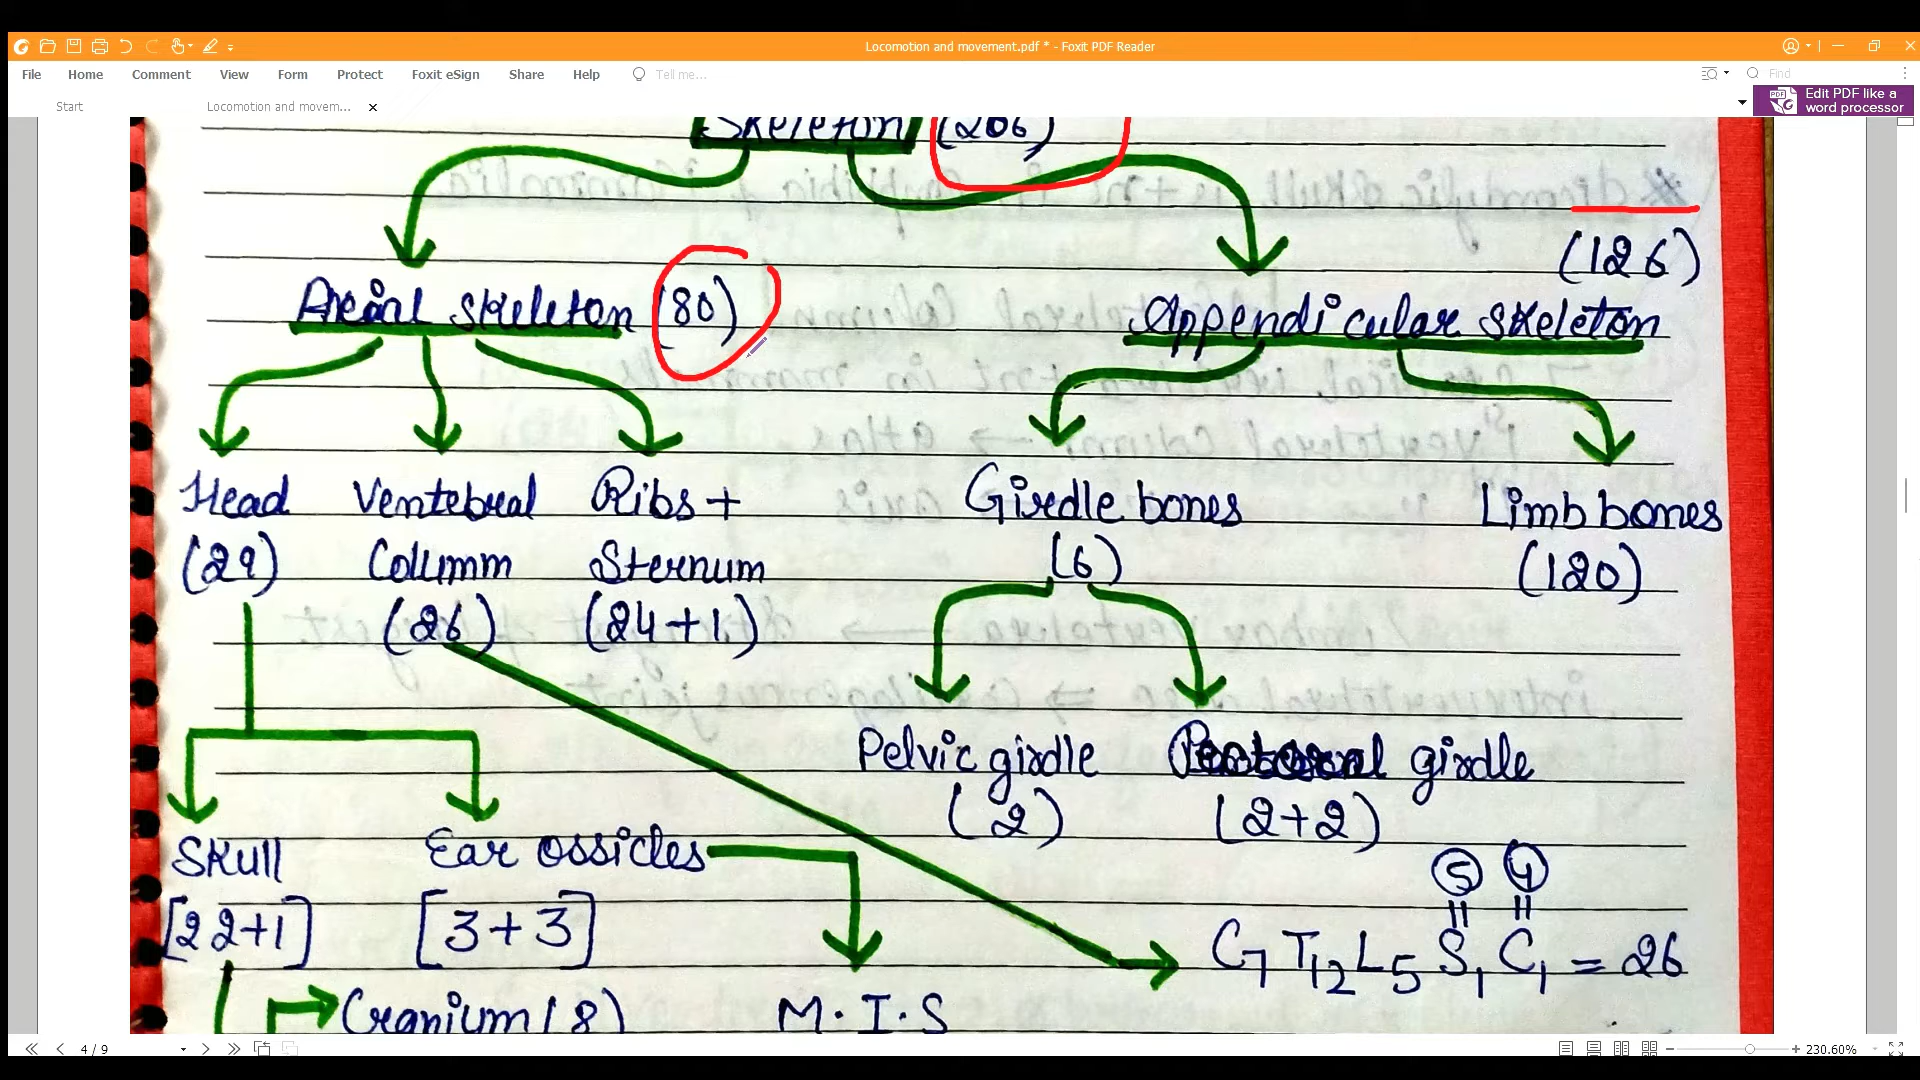 Locomotion and movement.pdf * - Foxit PDF Reader
File Home Comment View Form Protect Foxit eSign Share Help Tell me... Find
Start Locomotion and movem... Edit PDF like a
word processor
Skeleton (206)
(126)
Axial skeleton (80) Appendicular skeleton
Head Ventebral Ribs + Girdle bones Limb bones
(29) Column Sternum (6) (120)
(26) (24+1)
Pelvic girdle girdle
(2) (2+2)
Skull Ear ossicles 5 4
[22+1] [3+3] C7 T12 L5 S1 C1 = 26
Cranium (8) M.I.S
4 / 9 230.60%